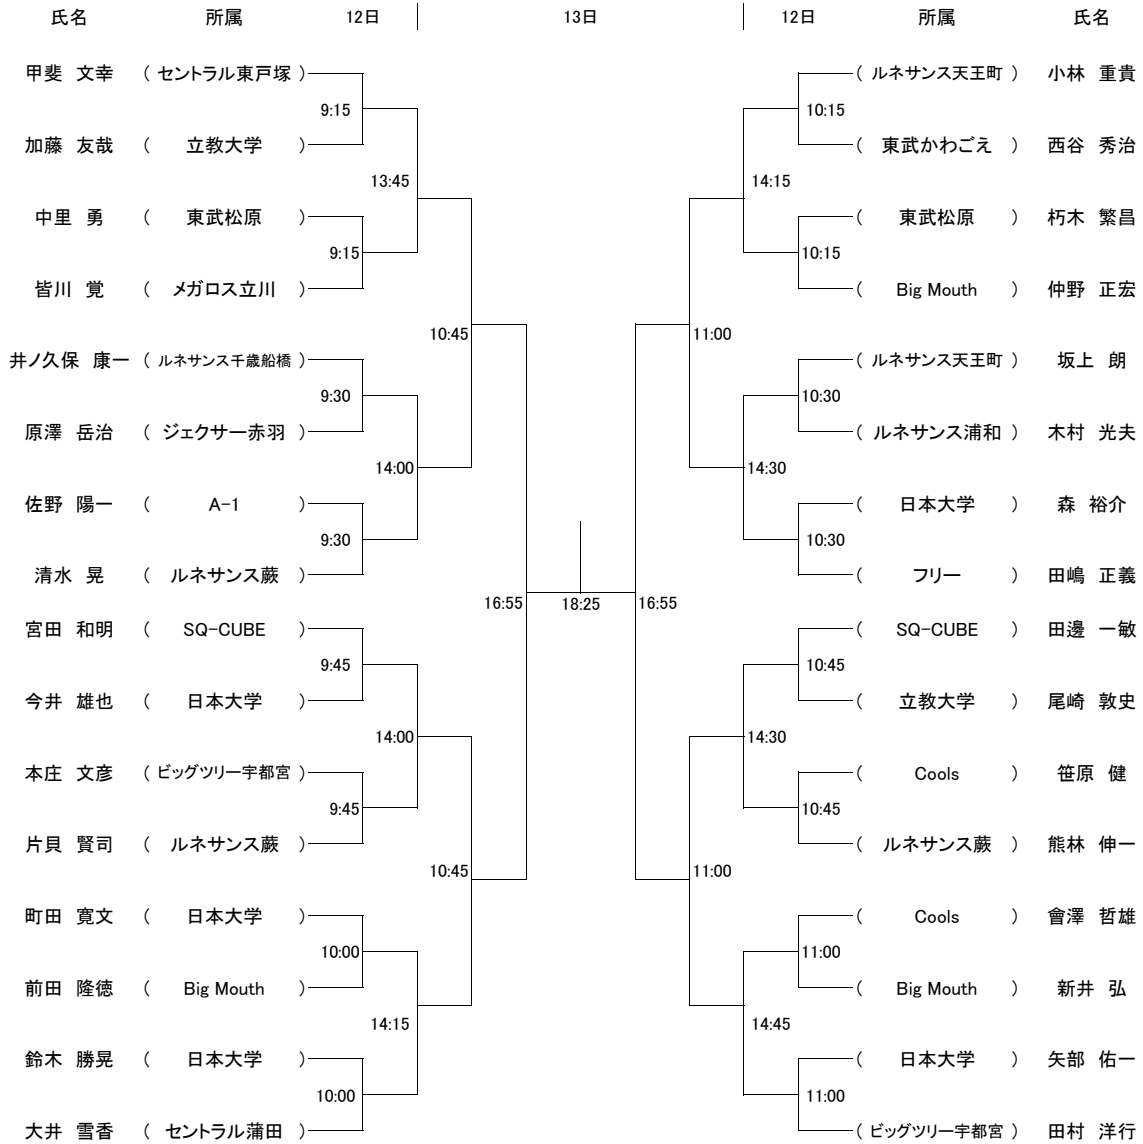 氏名 所属 12日 13日 12日 所属 氏名
甲斐 文幸 ( セントラル東戸塚 ) ( ルネサンス天王町 ) 小林 重貴
9:15 10:15
加藤 友哉 ( 立教大学 ) ( 東武かわごえ ) 西谷 秀治
13:45 14:15
中里 勇 ( 東武松原 ) ( 東武松原 ) 朽木 繁昌
9:15 10:15
皆川 覚 ( メガロス立川 ) ( Big Mouth ) 仲野 正宏
10:45 11:00
井ノ久保 康一 ( ルネサンス千歳船橋 ) ( ルネサンス天王町 ) 坂上 朗
9:30 10:30
原澤 岳治 ( ジェクサー赤羽 ) ( ルネサンス浦和 ) 木村 光夫
14:00 14:30
佐野 陽一 ( A-1 ) ( 日本大学 ) 森 裕介
9:30 10:30
清水 晃 ( ルネサンス蕨 ) ( フリー ) 田嶋 正義
16:55 18:25 16:55
宮田 和明 ( SQ-CUBE ) ( SQ-CUBE ) 田邊 一敏
9:45 10:45
今井 雄也 ( 日本大学 ) ( 立教大学 ) 尾崎 敦史
14:00 14:30
本庄 文彦 ( ビッグツリー宇都宮 ) ( Cools ) 笹原 健
9:45 10:45
片貝 賢司 ( ルネサンス蕨 ) ( ルネサンス蕨 ) 熊林 伸一
10:45 11:00
町田 寛文 ( 日本大学 ) ( Cools ) 會澤 哲雄
10:00 11:00
前田 隆徳 ( Big Mouth ) ( Big Mouth ) 新井 弘
14:15 14:45
鈴木 勝晃 ( 日本大学 ) ( 日本大学 ) 矢部 佑一
10:00 11:00
大井 雪香 ( セントラル蒲田 ) ( ビッグツリー宇都宮 ) 田村 洋行